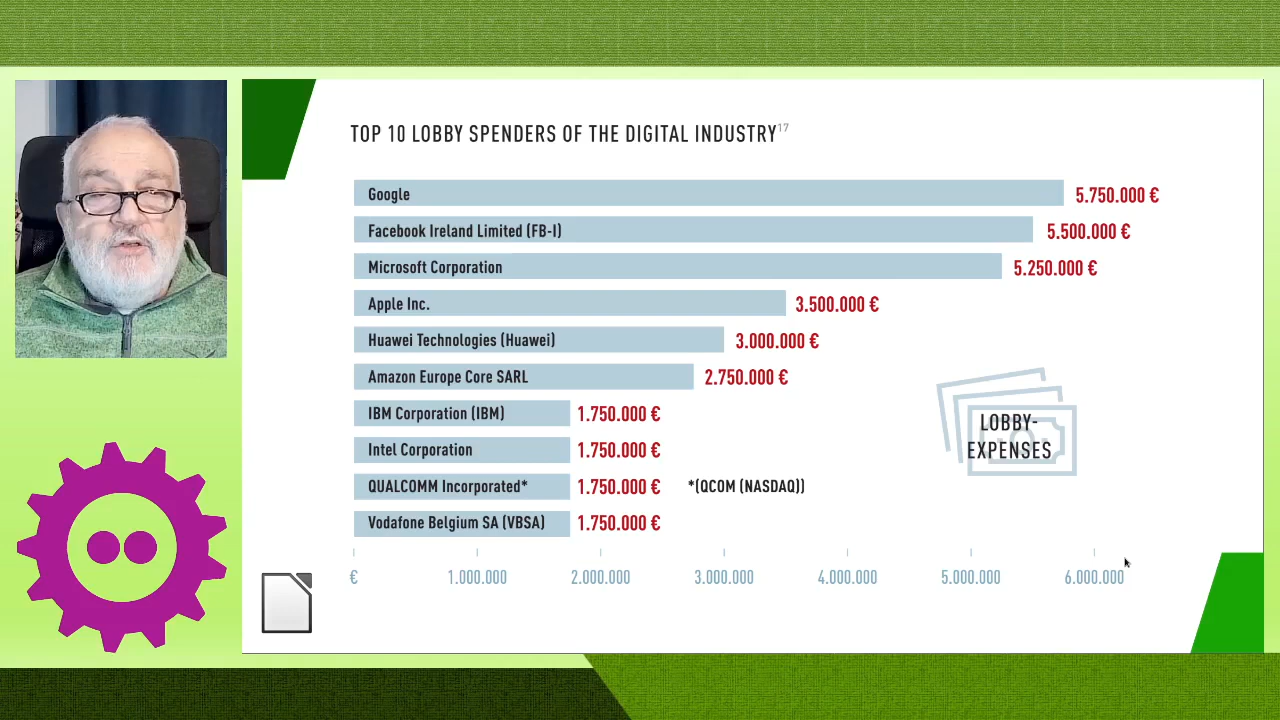 TOP 10 LOBBY SPENDERS OF THE DIGITAL INDUSTRY17
Google 5.750.000 €
Facebook Ireland Limited (FB-I) 5.500.000 €
Microsoft Corporation 5.250.000 €
Apple Inc. 3.500.000 €
Huawei Technologies (Huawei) 3.000.000 €
Amazon Europe Core SARL 2.750.000 €
IBM Corporation (IBM) 1.750.000 €
Intel Corporation 1.750.000 €
QUALCOMM Incorporated* 1.750.000 € *(QCOM (NASDAQ))
Vodafone Belgium SA (VBSA) 1.750.000 €
LOBBY-
EXPENSES
€ 1.000.000 2.000.000 3.000.000 4.000.000 5.000.000 6.000.000